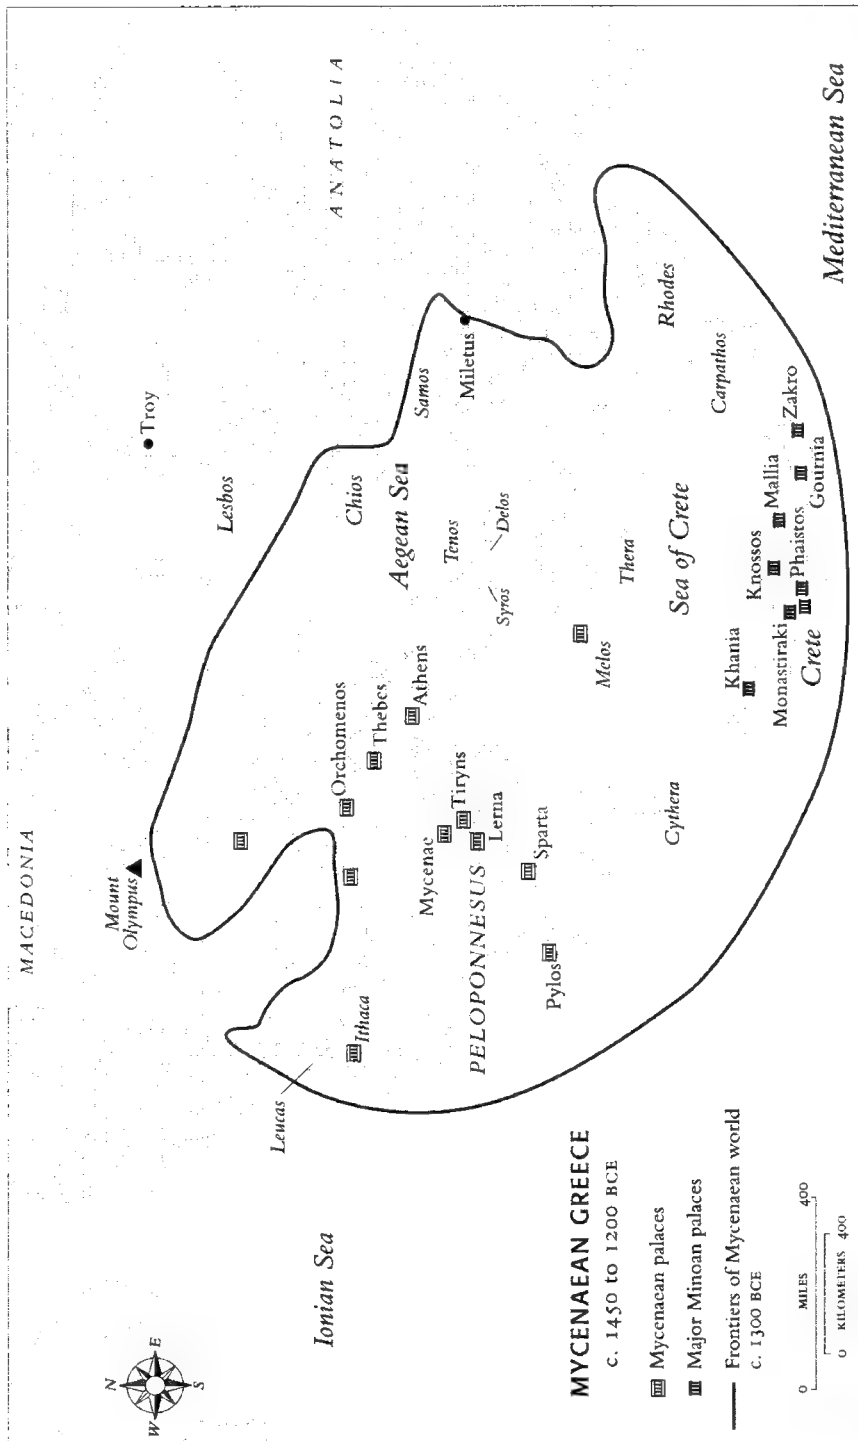 MACEDONIA
Mount
Olympus
Troy
ANATOLIA
Lesbos
Leucas
Ithaca
Orchomenos
Thebes
Chios
Aegean Sea
Athens
Samos
Miletus
Mycenae
Tiryns
Lerna
PELOPONNESUS
Tenos
Delos
Syros
Sparta
Pylos
Melos
Thera
Rhodes
Cythera
Sea of Crete
Carpathos
Khania
Knossos
Mallia
Zakro
Monastiraki
Phaistos
Gournia
Crete
Mediterranean Sea
Ionian Sea
N
W
E
S
MYCENAEAN GREECE
c. 1450 to 1200 BCE
Mycenaean palaces
Major Minoan palaces
Frontiers of Mycenaean world
c. 1300 BCE
0 MILES 400
0 KILOMETERS 400